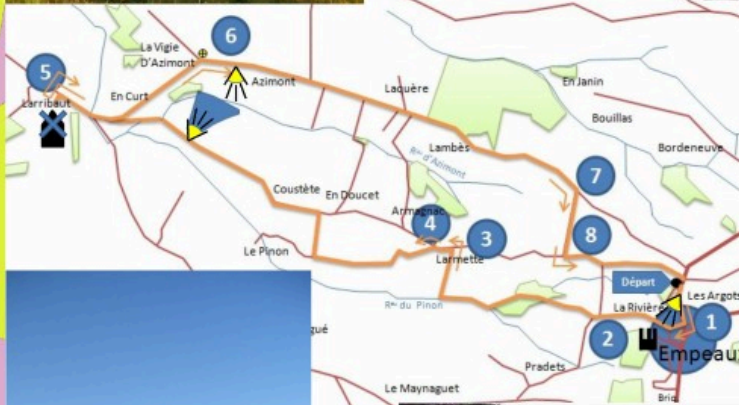 6
La Vigie
D'Azimont
5
Azimont
Larribaut
En Curt
Laquère
En Janin
Bouillas
Bordeneuve
Lambès
Rau d'Azimont
7
Coustète
En Doucet
Armagnac
4
3
8
Le Pinon
Larmette
Départ
Les Argots
Rau du Pinon
La Rivière
1
2
Empeaux
Pradets
Le Maynaguet